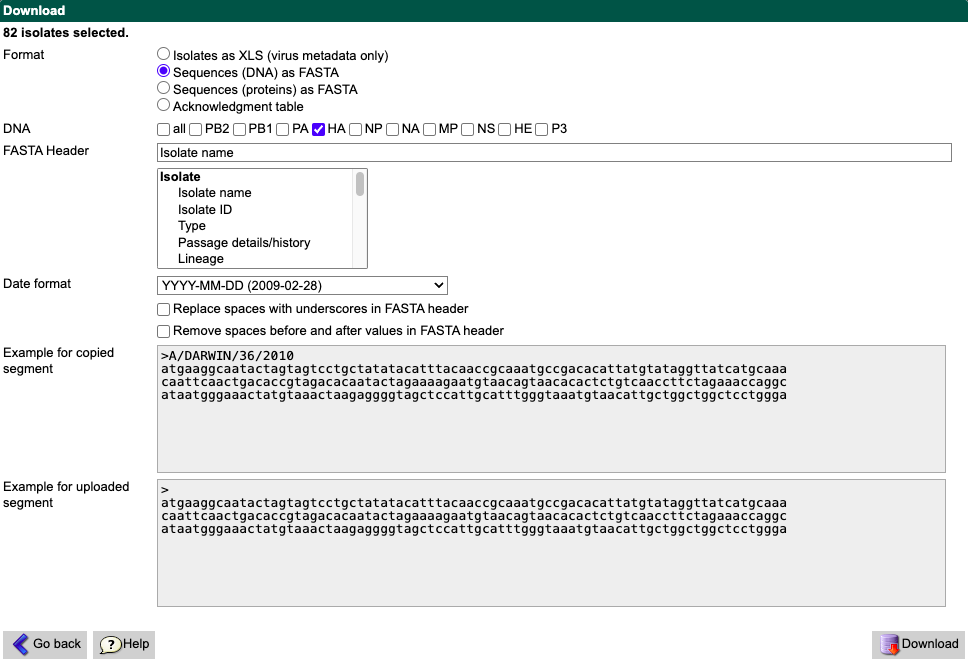 Download
82 isolates selected.
Format
Isolates as XLS (virus metadata only)
Sequences (DNA) as FASTA
Sequences (proteins) as FASTA
Acknowledgment table
DNA
all PB2 PB1 PA HA NP NA MP NS HE P3
FASTA Header
Isolate name
Isolate
Isolate name
Isolate ID
Type
Passage details/history
Lineage
Date format
YYYY-MM-DD (2009-02-28)
Replace spaces with underscores in FASTA header
Remove spaces before and after values in FASTA header
Example for copied
segment
>A/DARWIN/36/2010
atgaaggcaatactagtagtcctgctatatacatttacaaccgcaaatgccgacacattatgtataggttatcatgcaaa
caattcaactgacaccgtagacacaatactagaaaagaatgtaacagtaacacactctgtcaaccttctagaaaccaggc
ataatgggaaactatgtaaactaagaggggtagctccattgcatttgggtaaatgtaacattgctggctggctcctggga
Example for uploaded
segment
>
atgaaggcaatactagtagtcctgctatatacatttacaaccgcaaatgccgacacattatgtataggttatcatgcaaa
caattcaactgacaccgtagacacaatactagaaaagaatgtaacagtaacacactctgtcaaccttctagaaaccaggc
ataatgggaaactatgtaaactaagaggggtagctccattgcatttgggtaaatgtaacattgctggctggctcctggga
Go back
? Help
Download